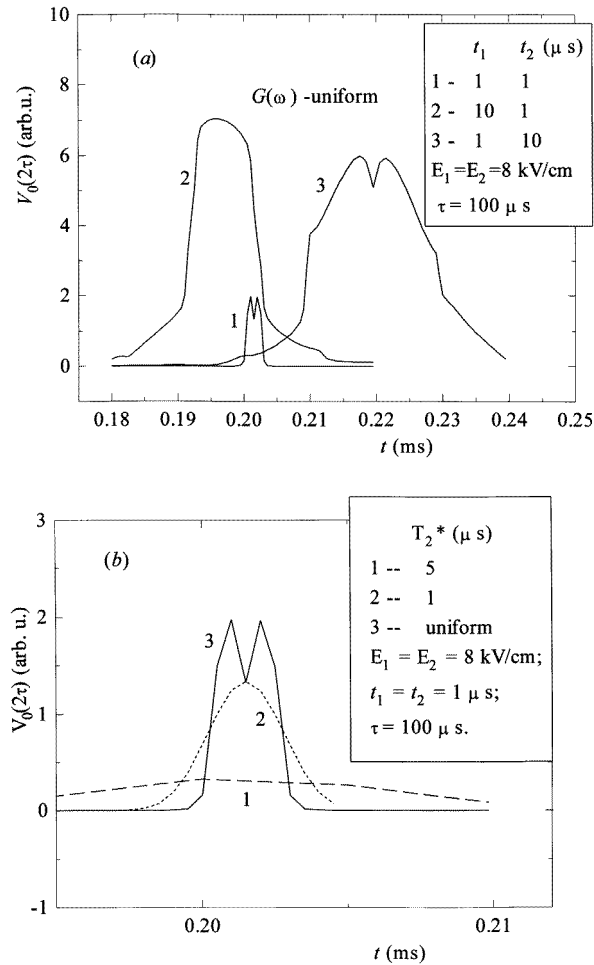 (a)
G(ω) -uniform
t₁ t₂ (μ s)
1 - 1 1
2 - 10 1
3 - 1 10
E₁ =E₂ =8 kV/cm
τ = 100 μ s
V₀(2τ) (arb.u.)
10
8
6
4
2
0
2
3
1
0.18 0.19 0.20 0.21 0.22 0.23 0.24 0.25
t (ms)
(b)
T₂* (μ s)
1 -- 5
2 -- 1
3 -- uniform
E₁ = E₂ = 8 kV/cm;
t₁ = t₂ = 1 μ s;
τ = 100 μ s.
V₀(2τ) (arb. u.)
3
2
1
0
-1
3
2
1
0.20 0.21
t (ms)